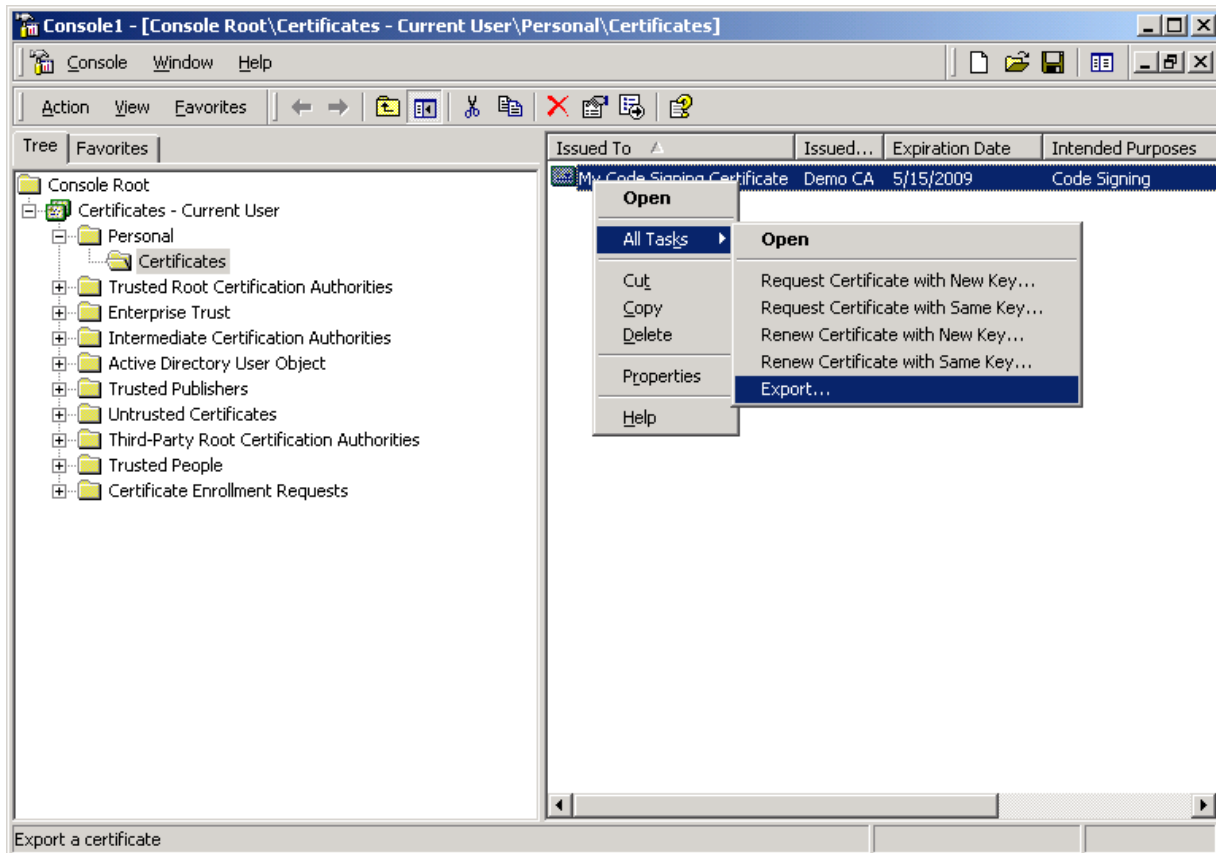 Console1 - [Console Root\Certificates - Current User\Personal\Certificates]
Console Window Help
Action View Favorites
Tree Favorites
Issued To Issued... Expiration Date Intended Purposes
Console Root
Certificates - Current User
Personal
Certificates
Trusted Root Certification Authorities
Enterprise Trust
Intermediate Certification Authorities
Active Directory User Object
Trusted Publishers
Untrusted Certificates
Third-Party Root Certification Authorities
Trusted People
Certificate Enrollment Requests
My Code Signing Certificate Demo CA 5/15/2009 Code Signing
Open
All Tasks
Cut
Copy
Delete
Properties
Help
Open
Request Certificate with New Key...
Request Certificate with Same Key...
Renew Certificate with New Key...
Renew Certificate with Same Key...
Export...
Export a certificate